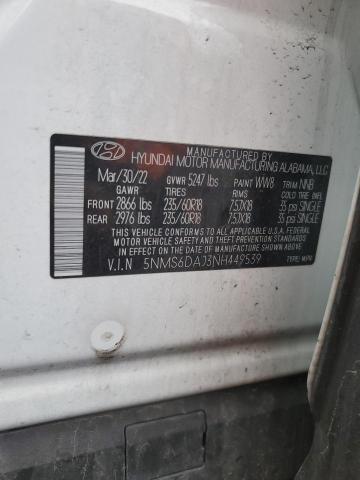 MANUFACTURED BY
HYUNDAI MOTOR MANUFACTURING ALABAMA, LLC
Mar/30/22 GVWR 5247 lbs PAINT WW8 TRIM NNB
GAWR TIRES RIMS COLD TIRE INFL
FRONT 2866 lbs 235/60R18 7.5JX18 35 psi SINGLE
REAR 2976 lbs 235/60R18 7.5JX18 35 psi SINGLE
THIS VEHICLE CONFORMS TO ALL APPLICABLE U.S.A. FEDERAL
MOTOR VEHICLE SAFETY STANDARDS IN EFFECT ON THE DATE OF
MANUFACTURE SHOWN ABOVE.
V.I.N 5NMS6DAJ3NH449539 TYPE: MPV